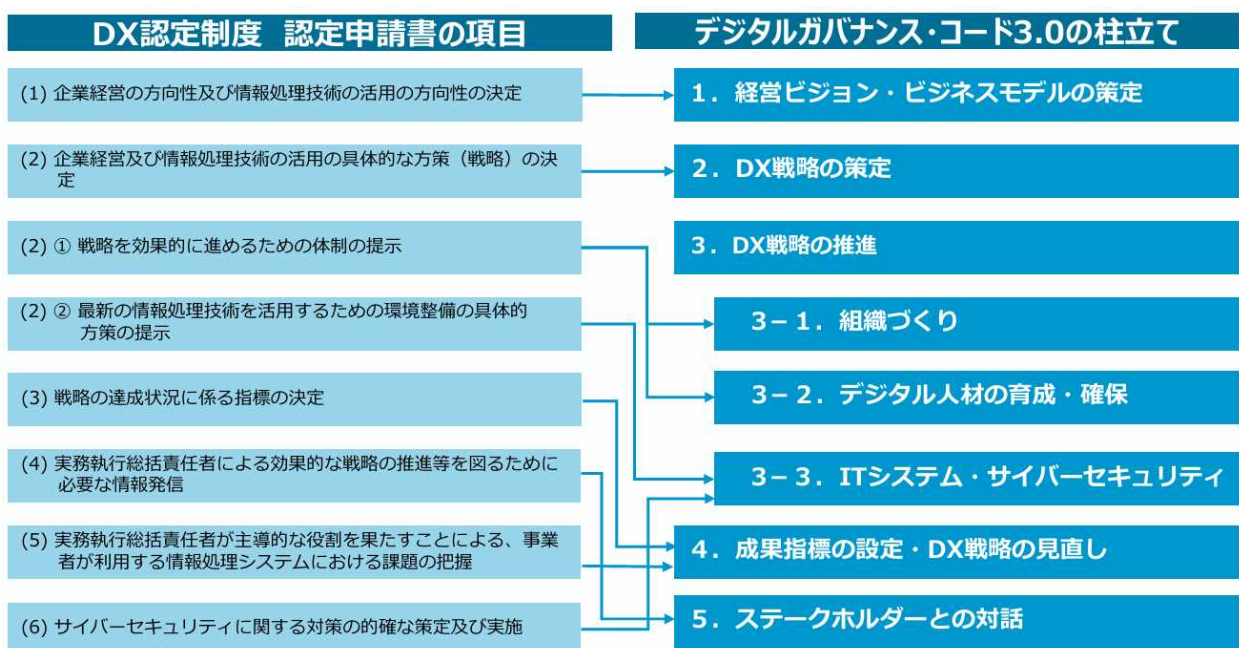 DX認定制度 認定申請書の項目
(1) 企業経営の方向性及び情報処理技術の活用の方向性の決定
(2) 企業経営及び情報処理技術の活用の具体的な方策（戦略）の決
定
(2) ① 戦略を効果的に進めるための体制の提示
(2) ② 最新の情報処理技術を活用するための環境整備の具体的
方策の提示
(3) 戦略の達成状況に係る指標の決定
(4) 実務執行総括責任者による効果的な戦略の推進等を図るために
必要な情報発信
(5) 実務執行総括責任者が主導的な役割を果たすことによる、事業
者が利用する情報処理システムにおける課題の把握
(6) サイバーセキュリティに関する対策の的確な策定及び実施
デジタルガバナンス・コード3.0の柱立て
1．経営ビジョン・ビジネスモデルの策定
2．DX戦略の策定
3．DX戦略の推進
3－1．組織づくり
3－2．デジタル人材の育成・確保
3－3．ITシステム・サイバーセキュリティ
4．成果指標の設定・DX戦略の見直し
5．ステークホルダーとの対話